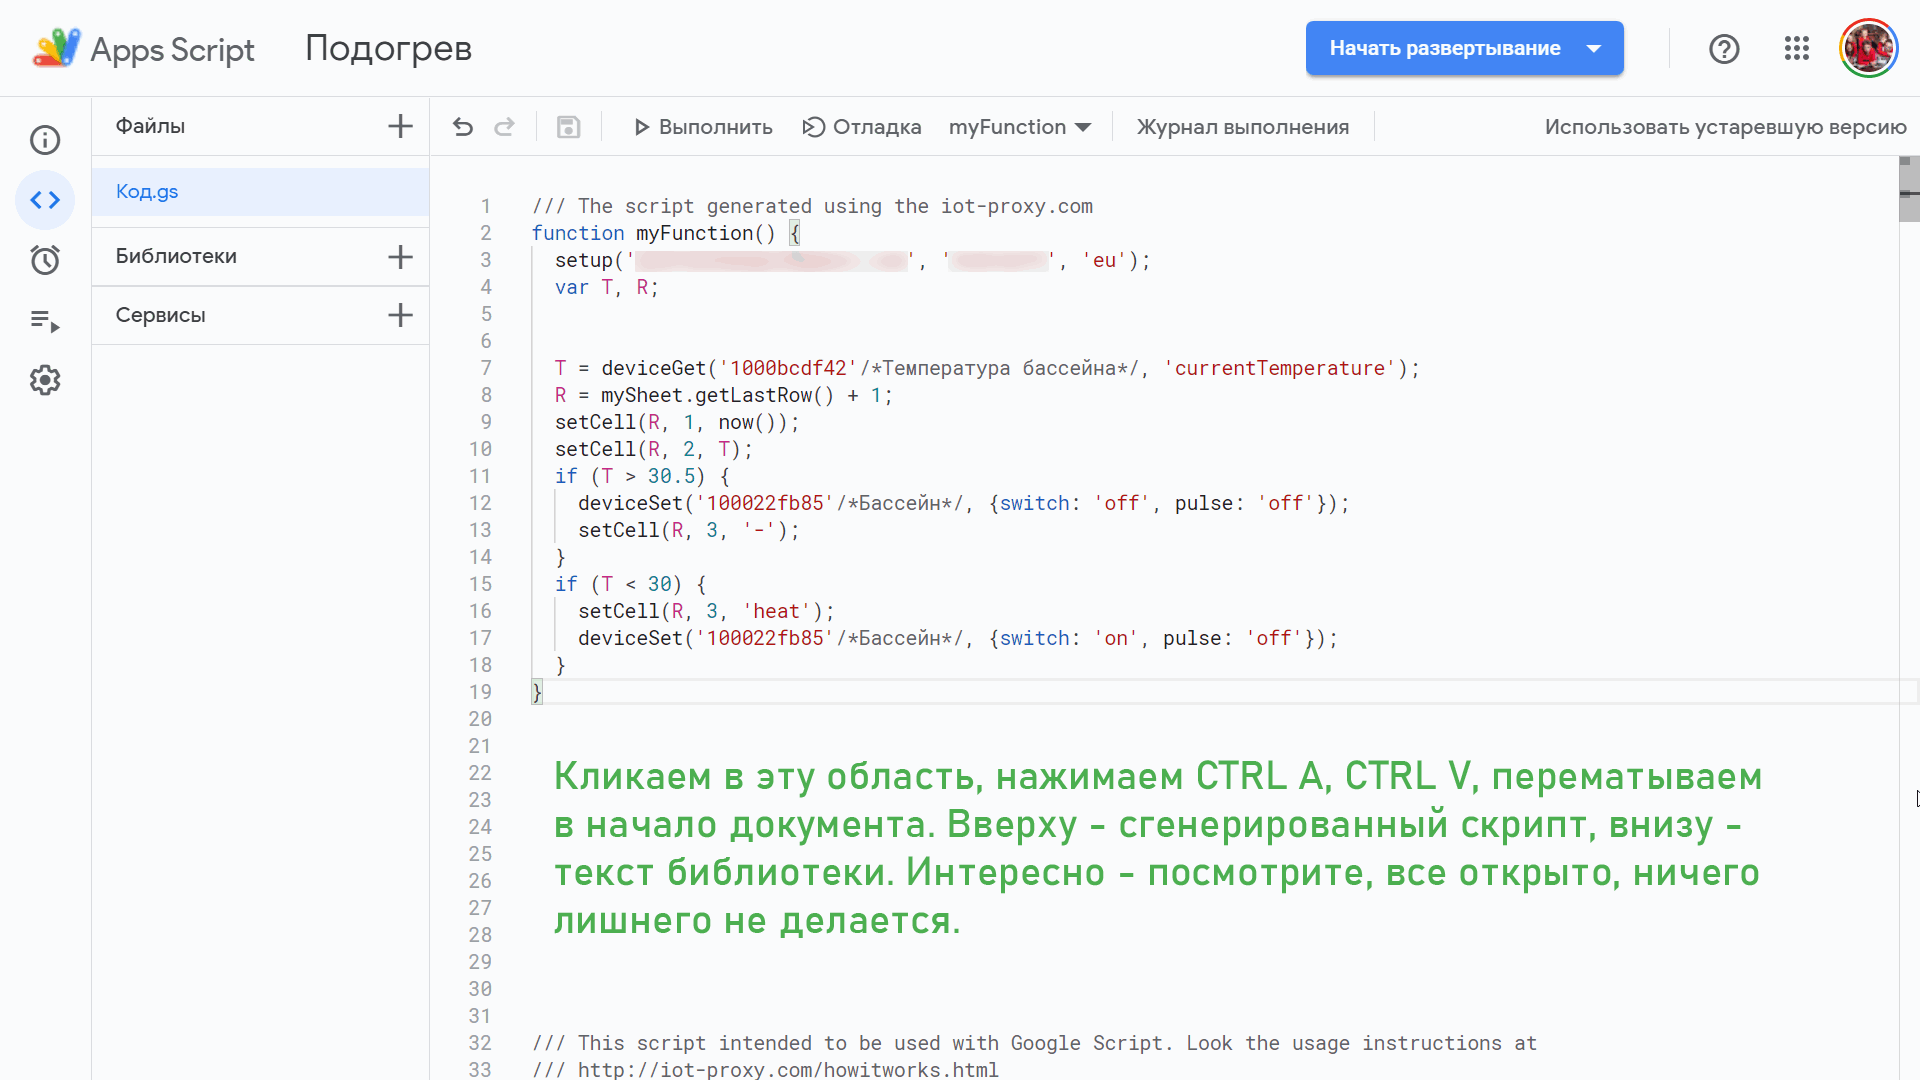 Apps Script
Подогрев
Начать развертывание
Файлы
Выполнить
Отладка
myFunction
Журнал выполнения
Использовать устаревшую версию
Код.gs
Библиотеки
Сервисы
1 /// The script generated using the iot-proxy.com
2 function myFunction() {
3 setup('', '', 'eu');
4 var T, R;
5
6
7 T = deviceGet('1000bcdf42'/*Температура бассейна*/, 'currentTemperature');
8 R = mySheet.getLastRow() + 1;
9 setCell(R, 1, now());
10 setCell(R, 2, T);
11 if (T > 30.5) {
12 deviceSet('100022fb85'/*Бассейн*/, {switch: 'off', pulse: 'off'});
13 setCell(R, 3, '-');
14 }
15 if (T < 30) {
16 setCell(R, 3, 'heat');
17 deviceSet('100022fb85'/*Бассейн*/, {switch: 'on', pulse: 'off'});
18 }
19 }
20
21
22
23
24
25
26
27
28
29
30
31
Кликаем в эту область, нажимаем CTRL A, CTRL V, перематываем
в начало документа. Вверху - сгенерированный скрипт, внизу -
текст библиотеки. Интересно - посмотрите, все открыто, ничего
лишнего не делается.
32 /// This script intended to be used with Google Script. Look the usage instructions at
33 /// http://iot-proxy.com/howitworks.html